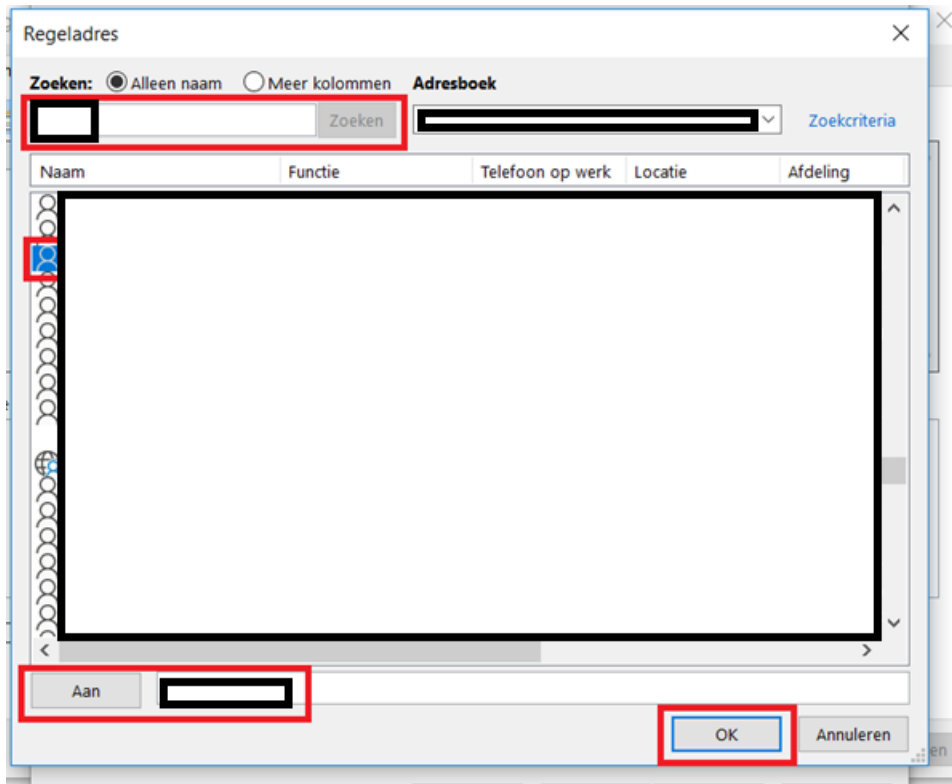 Regeladres
Zoeken: Alleen naam Meer kolommen Adresboek
Zoeken Zoekcriteria
Naam Functie Telefoon op werk Locatie Afdeling
Aan
OK Annuleren
en